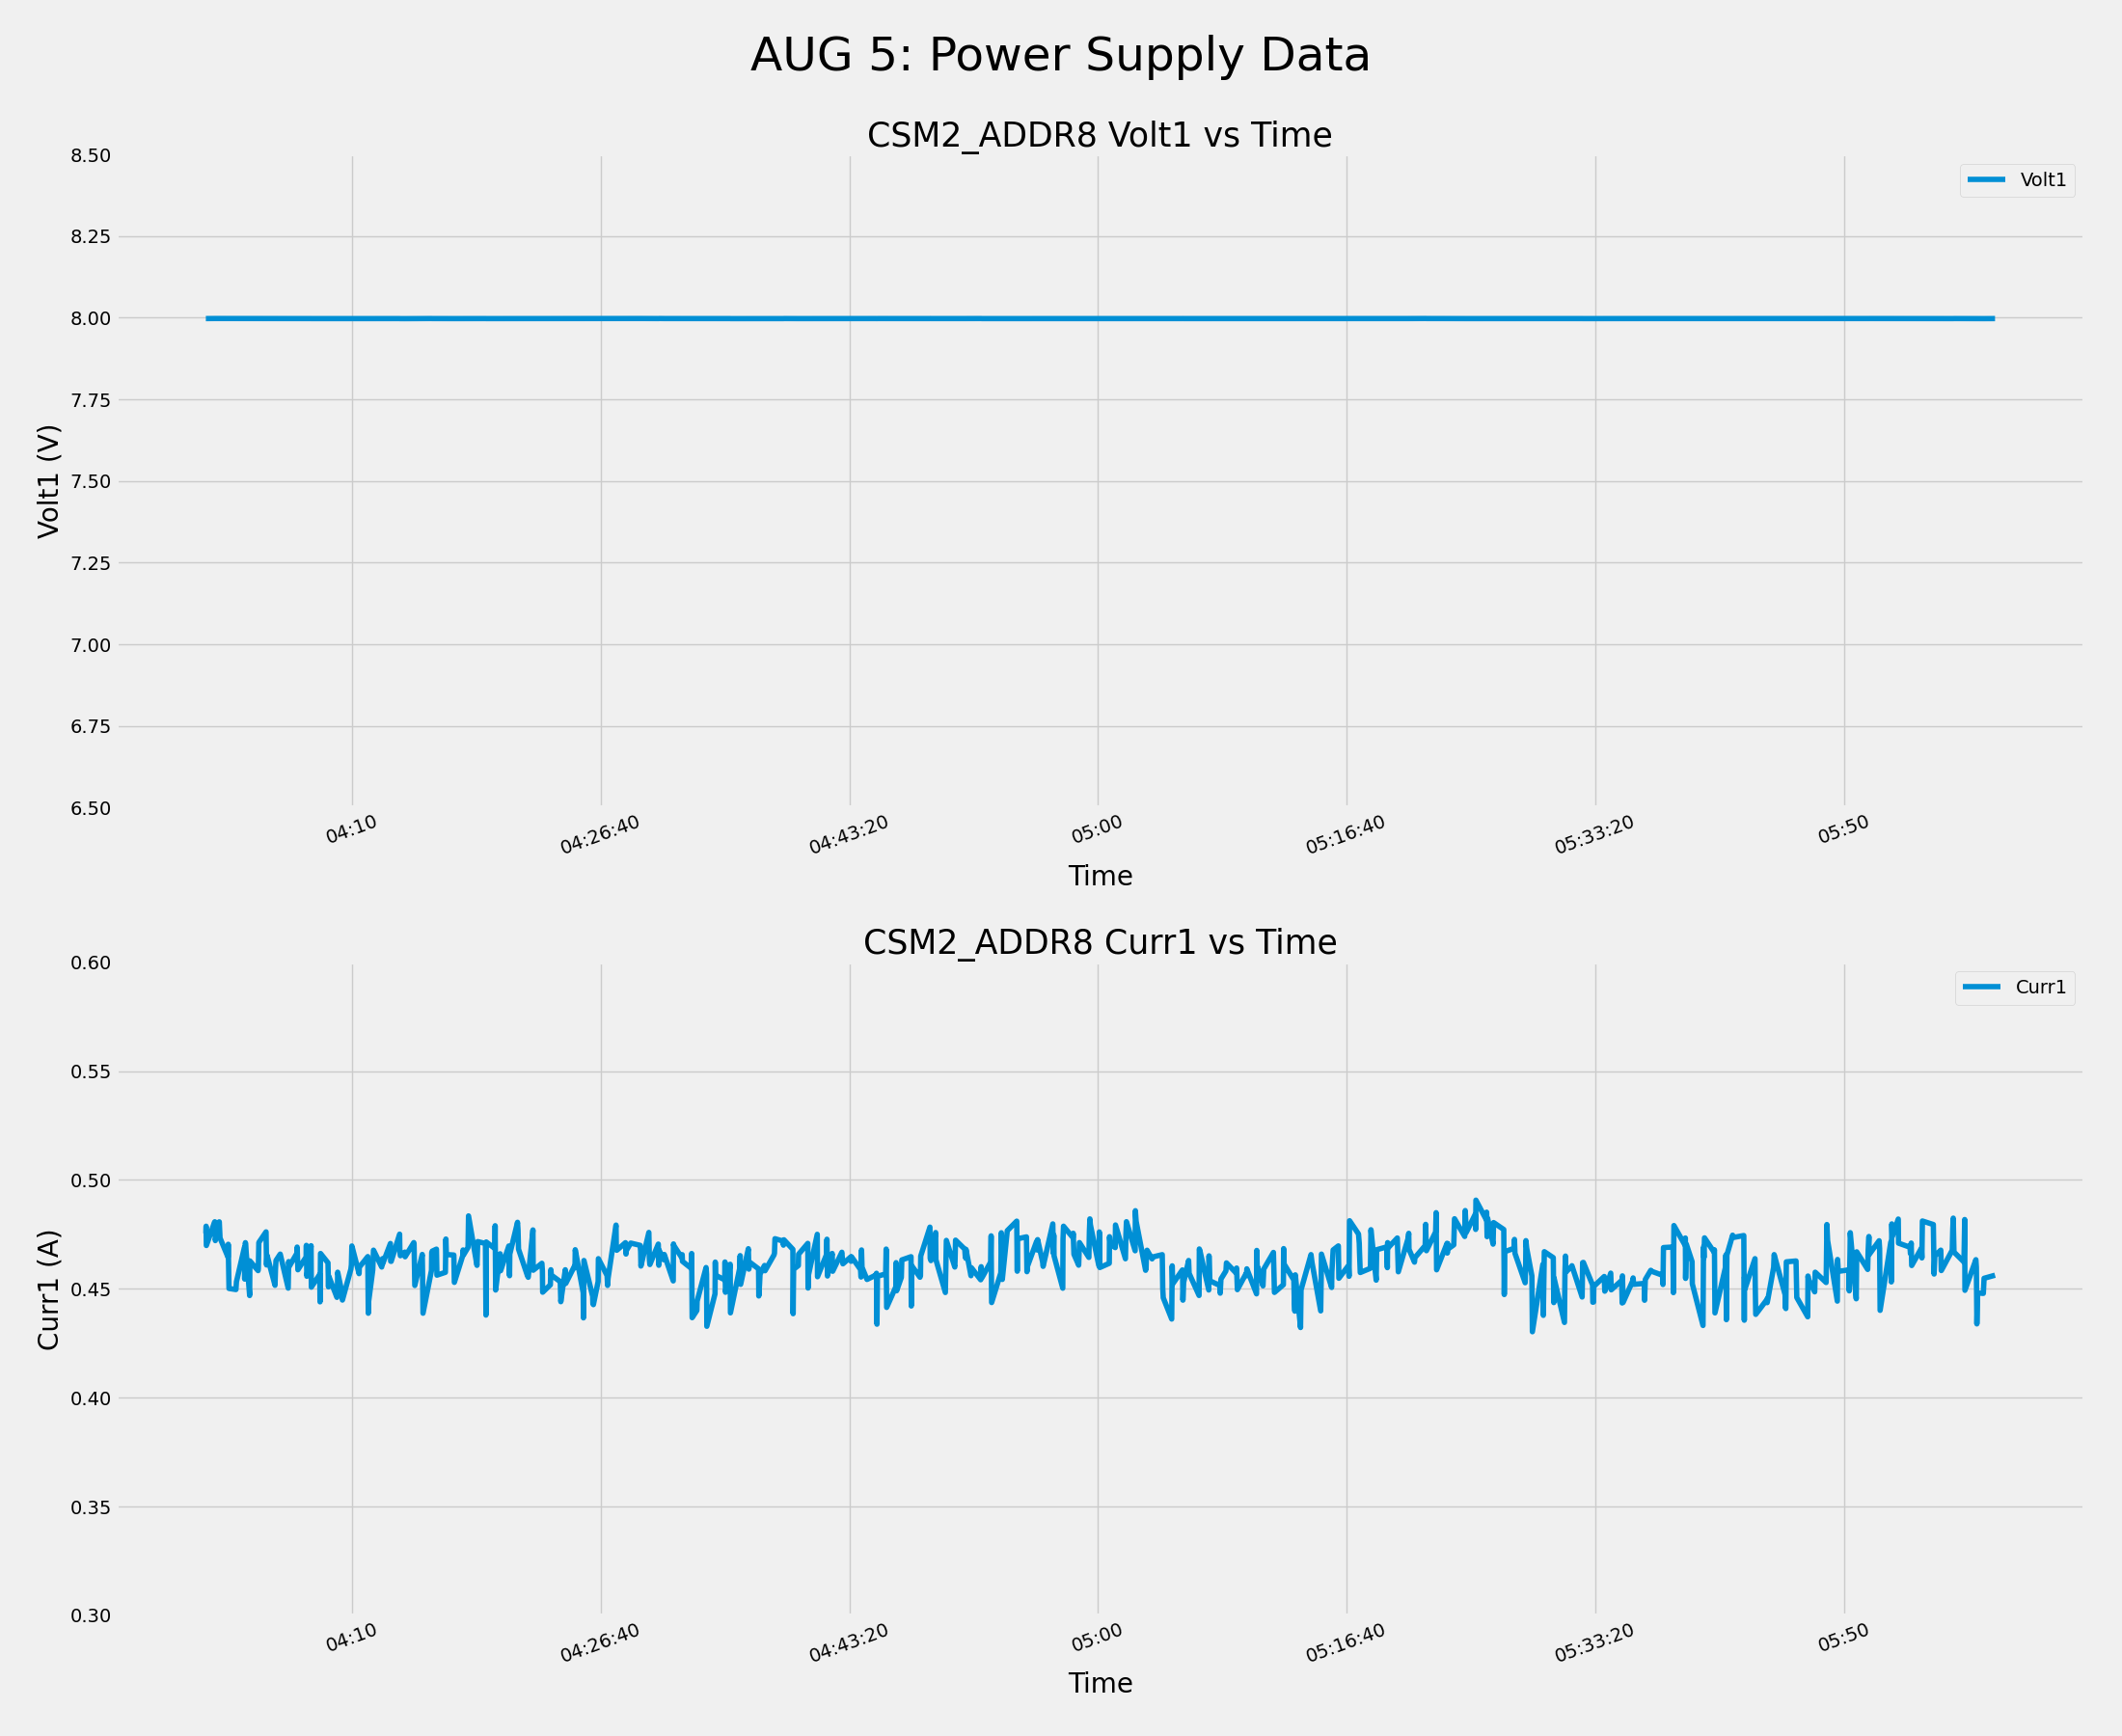 AUG 5: Power Supply Data
CSM2_ADDR8 Volt1 vs Time
8.50
8.25
8.00
7.75
7.50
7.25
7.00
6.75
6.50
Volt1 (V)
Volt1
04:10 04:26:40 04:43:20 05:00 05:16:40 05:33:20 05:50
Time
CSM2_ADDR8 Curr1 vs Time
0.60
0.55
0.50
0.45
0.40
0.35
0.30
Curr1 (A)
Curr1
04:10 04:26:40 04:43:20 05:00 05:16:40 05:33:20 05:50
Time